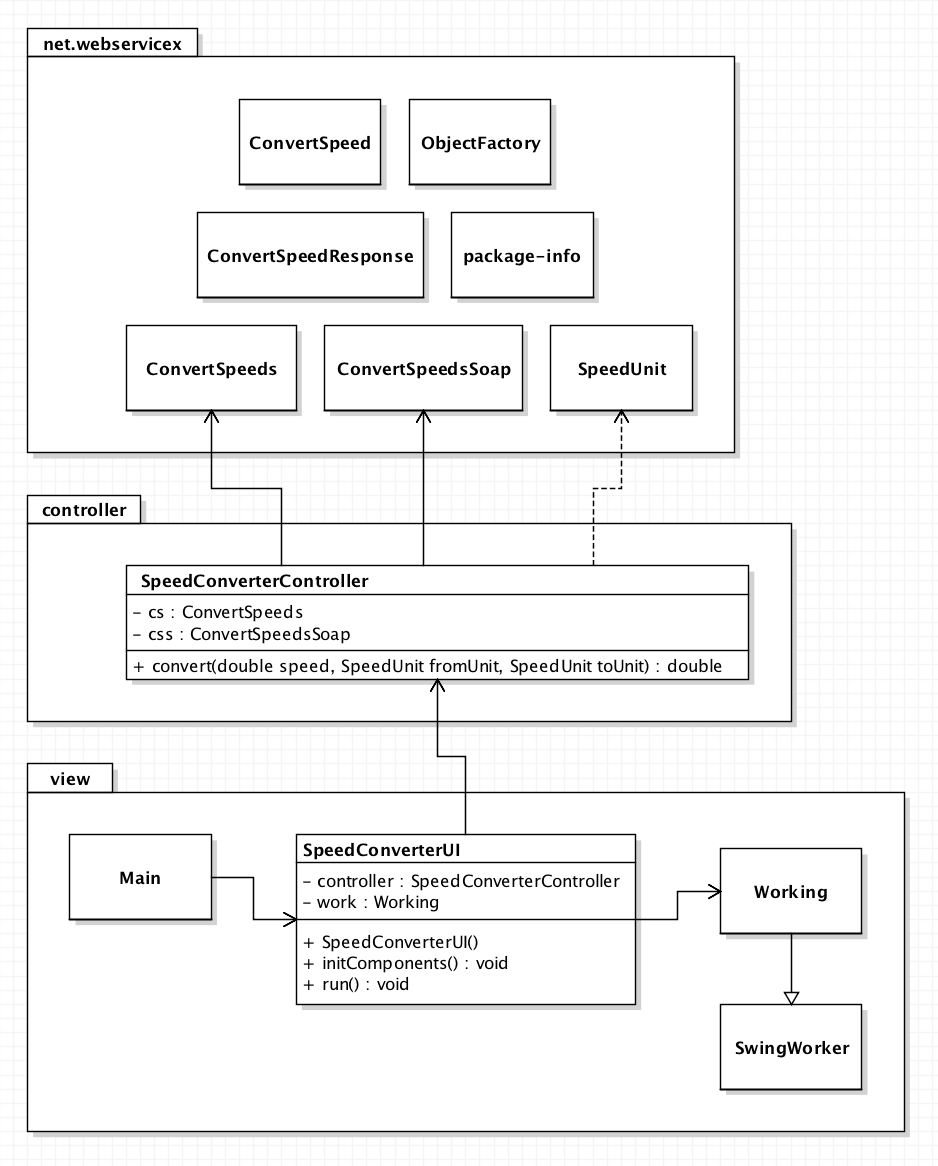 net.webservicex
ConvertSpeed
ObjectFactory
ConvertSpeedResponse
package-info
ConvertSpeeds
ConvertSpeedsSoap
SpeedUnit
controller
SpeedConverterController
- cs : ConvertSpeeds
- css : ConvertSpeedsSoap
+ convert(double speed, SpeedUnit fromUnit, SpeedUnit toUnit) : double
view
Main
SpeedConverterUI
- controller : SpeedConverterController
- work : Working
+ SpeedConverterUI()
+ initComponents() : void
+ run() : void
Working
SwingWorker